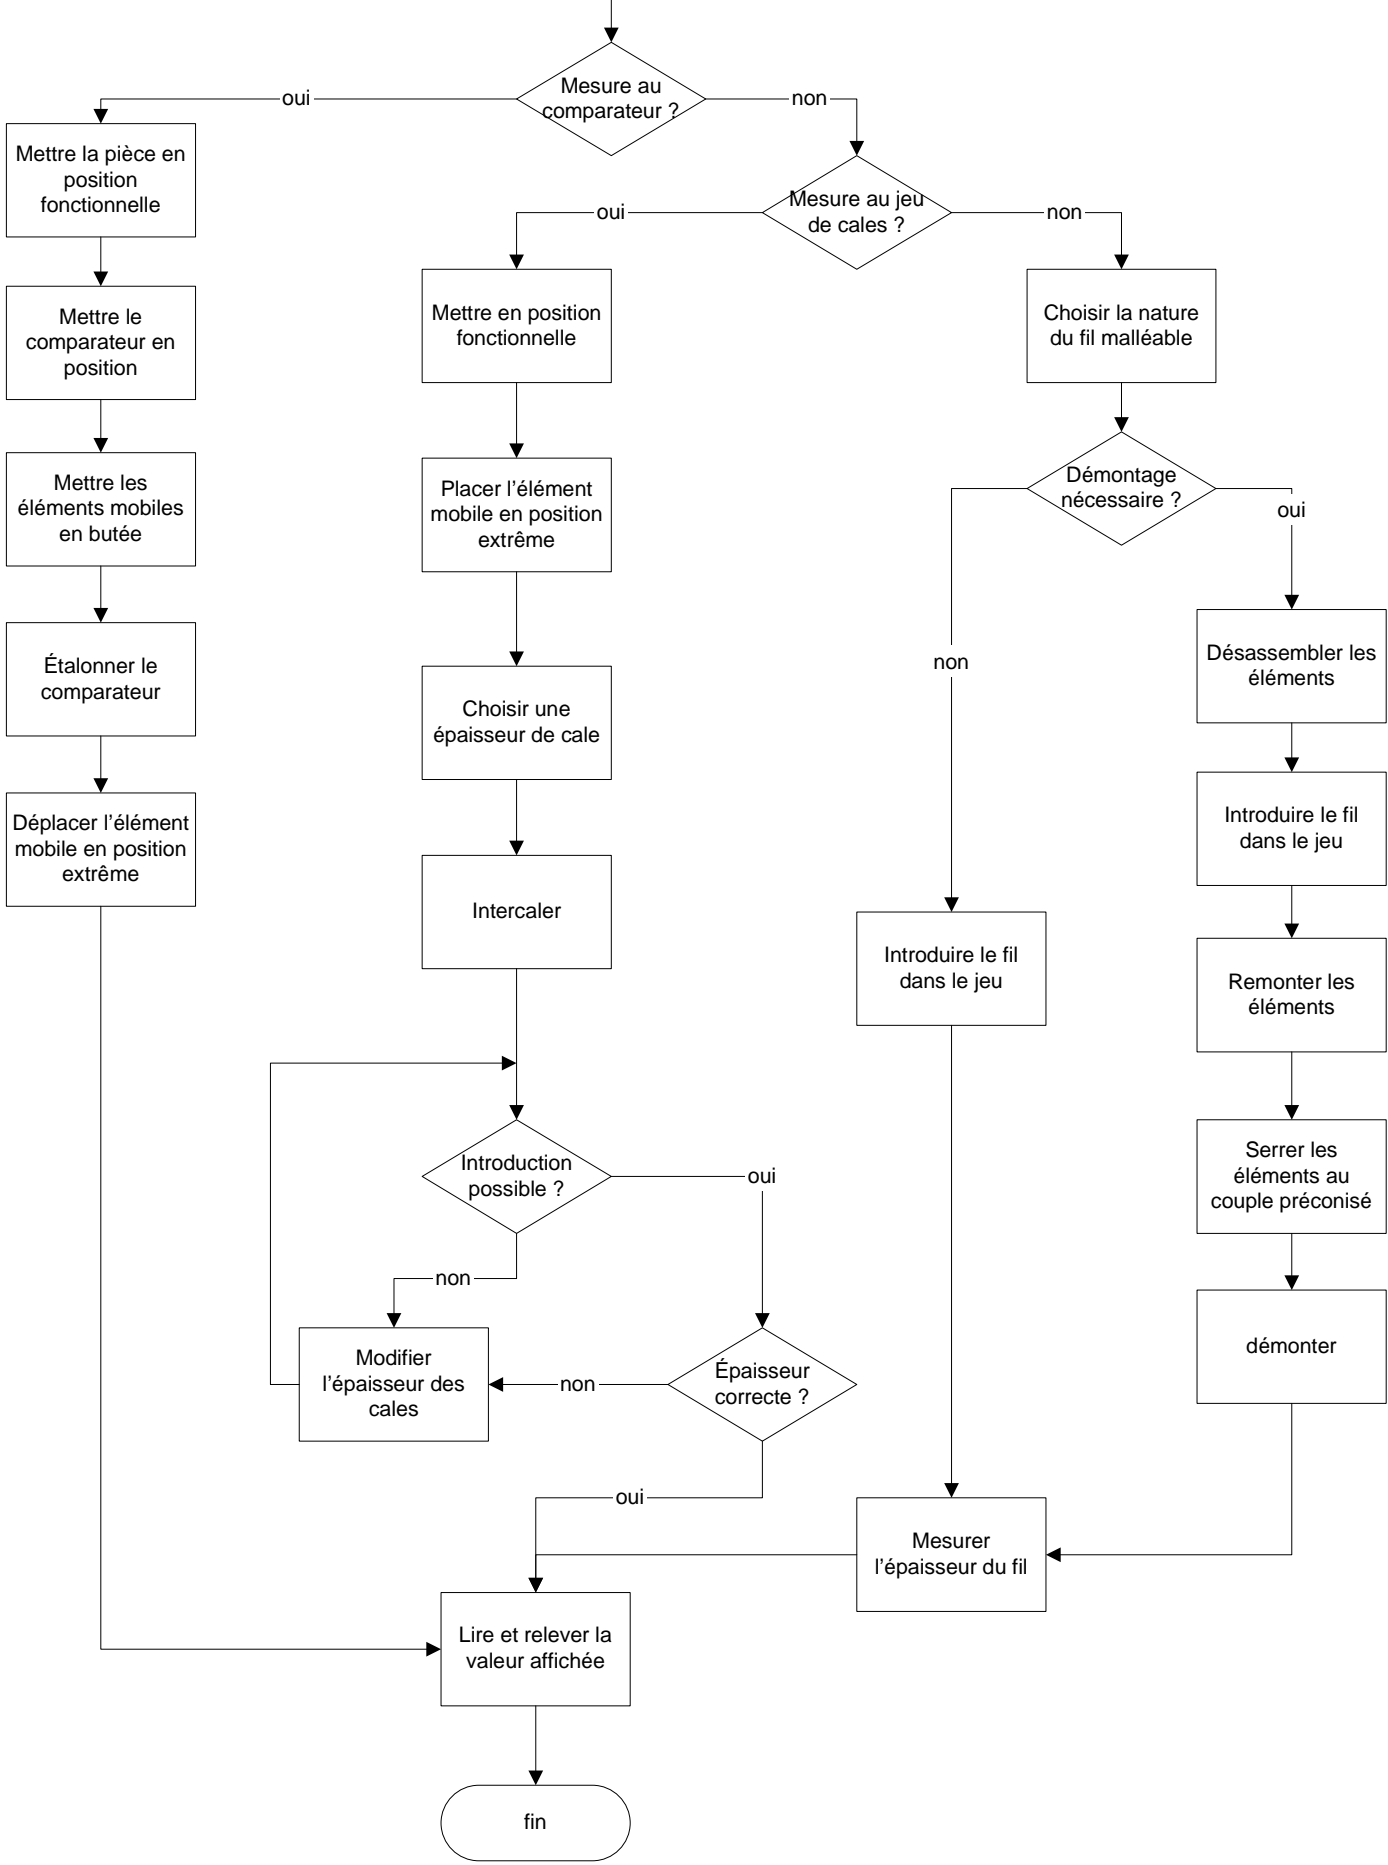 Mesure au
comparateur ?
oui
non
Mettre la pièce en
position
fonctionnelle
Mesure au jeu
de cales ?
oui
non
Mettre le
comparateur en
position
Mettre en position
fonctionnelle
Choisir la nature
du fil malléable
Mettre les
éléments mobiles
en butée
Placer l'élément
mobile en position
extrême
Démontage
nécessaire ?
oui
non
Étalonner le
comparateur
Choisir une
épaisseur de cale
Désassembler les
éléments
Déplacer l'élément
mobile en position
extrême
Intercaler
Introduire le fil
dans le jeu
Introduire le fil
dans le jeu
Remonter les
éléments
Introduction
possible ?
oui
non
Serrer les
éléments au
couple préconisé
Modifier
l'épaisseur des
cales
non
Épaisseur
correcte ?
démonter
oui
Mesurer
l'épaisseur du fil
Lire et relever la
valeur affichée
fin